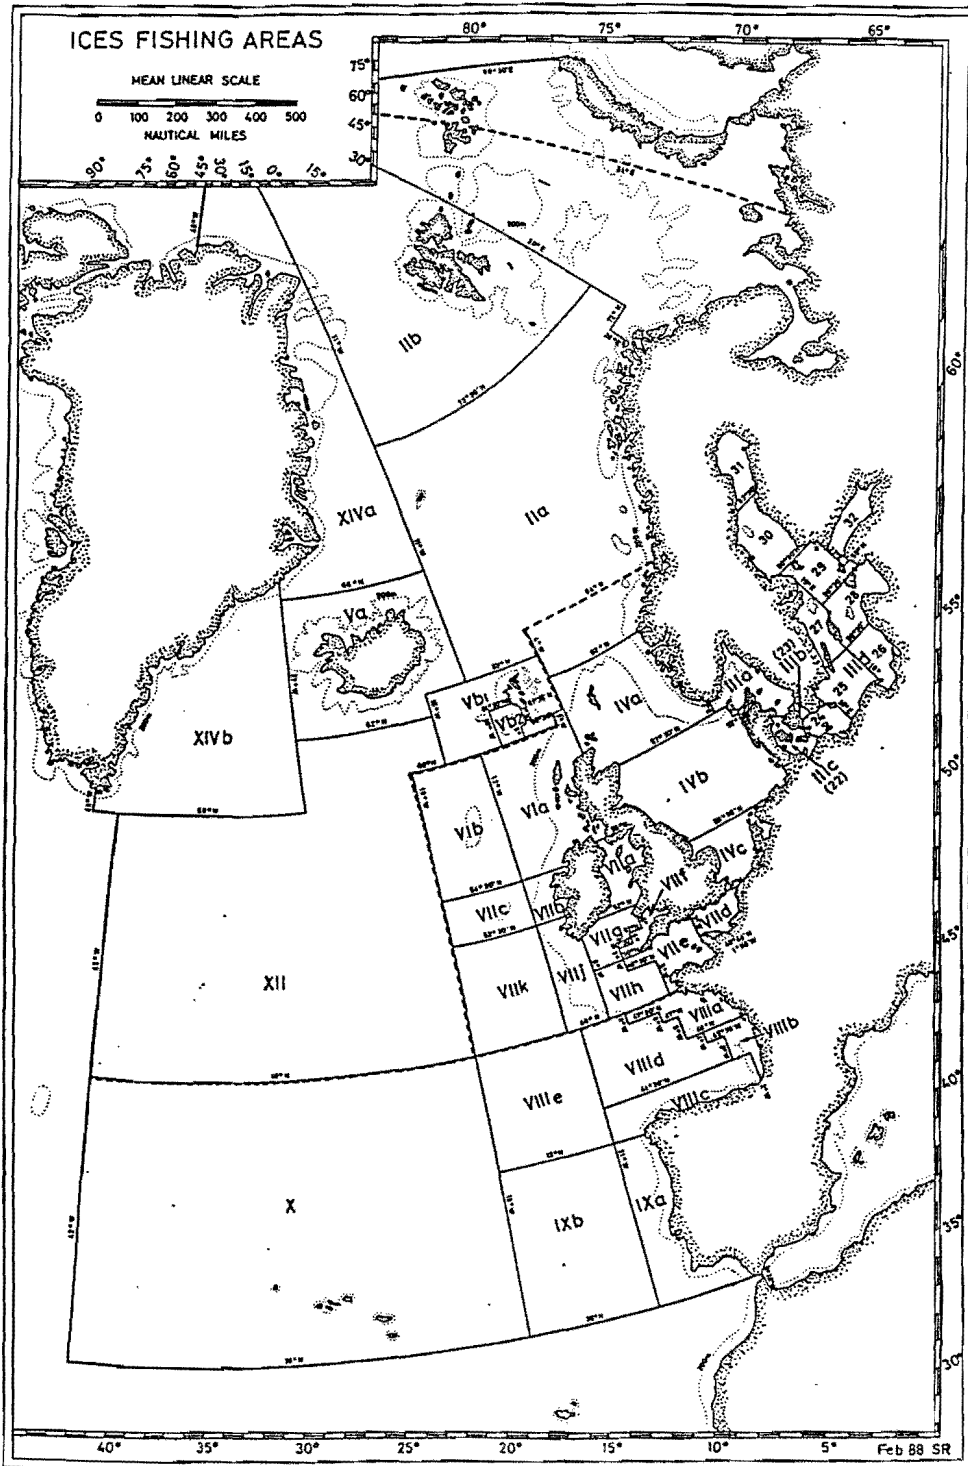 80° 75° 70° 65°
ICES FISHING AREAS
MEAN LINEAR SCALE
0 100 200 300 400 500
NAUTICAL MILES
90° 75° 60° 45° 30° 15° 0° 15°
75°
60°
45°
30°
IIb
60°
31
XIVa
IIa
32
30
29
28
55°
Va
27
(23)
IIIb
IIId
26
IIIa
25
24
Vb1
Vb2
IVa
XIVb
IIIc
(22)
50°
IVb
VIa
VIb
VIIa
IVc
VIIf
VIIc
VIIb
VIId
VIIg
VIIe
45°
XII
VIIk
VIIj
VIIh
VIIIa
VIIIb
VIIId
40°
VIIIe
VIIIc
X
IXb
IXa
35°
30°
40° 35° 30° 25° 20° 15° 10° 5°
Feb 88 SR